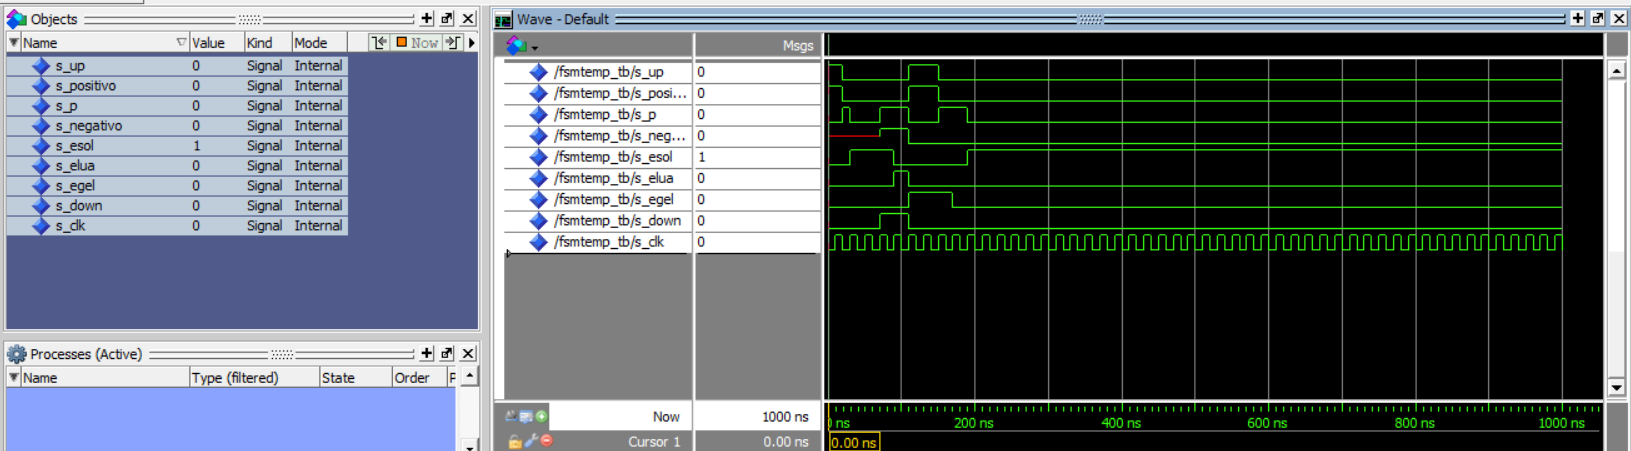 Objects
Name Value Kind Mode Now
s_up 0 Signal Internal
s_positivo 0 Signal Internal
s_p 0 Signal Internal
s_negativo 0 Signal Internal
s_esol 1 Signal Internal
s_elua 0 Signal Internal
s_egel 0 Signal Internal
s_down 0 Signal Internal
s_clk 0 Signal Internal
Processes (Active)
Name Type (filtered) State Order P
Wave - Default
Msgs
/fsmtemp_tb/s_up 0
/fsmtemp_tb/s_posi... 0
/fsmtemp_tb/s_p 0
/fsmtemp_tb/s_neg... 0
/fsmtemp_tb/s_esol 1
/fsmtemp_tb/s_elua 0
/fsmtemp_tb/s_egel 0
/fsmtemp_tb/s_down 0
/fsmtemp_tb/s_clk 0
Now 1000 ns ns 200 ns 400 ns 600 ns 800 ns 1000 ns
Cursor 1 0.00 ns 0.00 ns